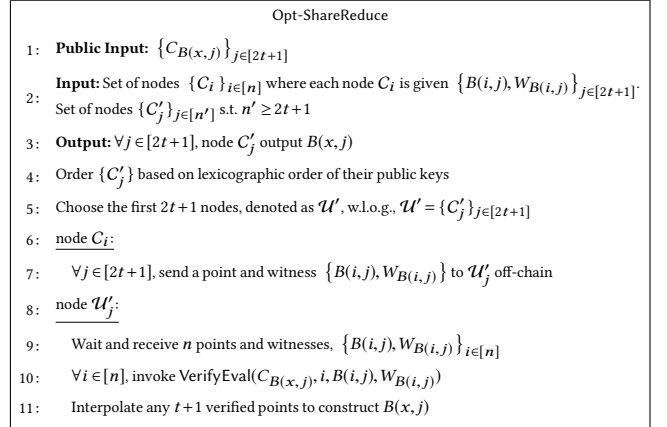 Opt-ShareReduce
1: Public Input: {C_{B(x,j)}}_{j∈[2t+1]}
2: Input: Set of nodes {C_i}_{i∈[n]} where each node C_i is given {B(i,j), W_{B(i,j)}}_{j∈[2t+1]}.
Set of nodes {C'_j}_{j∈[n']} s.t. n' ≥ 2t+1
3: Output: ∀j∈[2t+1], node C'_j output B(x,j)
4: Order {C'_j} based on lexicographic order of their public keys
5: Choose the first 2t+1 nodes, denoted as U', w.l.o.g., U' = {C'_j}_{j∈[2t+1]}
6: node C_i:
7: ∀j∈[2t+1], send a point and witness {B(i,j), W_{B(i,j)}} to U'_j off-chain
8: node U'_j:
9: Wait and receive n points and witnesses, {B(i,j), W_{B(i,j)}}_{i∈[n]}
10: ∀i∈[n], invoke VerifyEval(C_{B(x,j)}, i, B(i,j), W_{B(i,j)})
11: Interpolate any t+1 verified points to construct B(x,j)